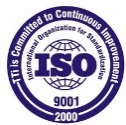 TTi is Committed to Continuous Improvement
International Organization for Standardization
ISO
9001
2000